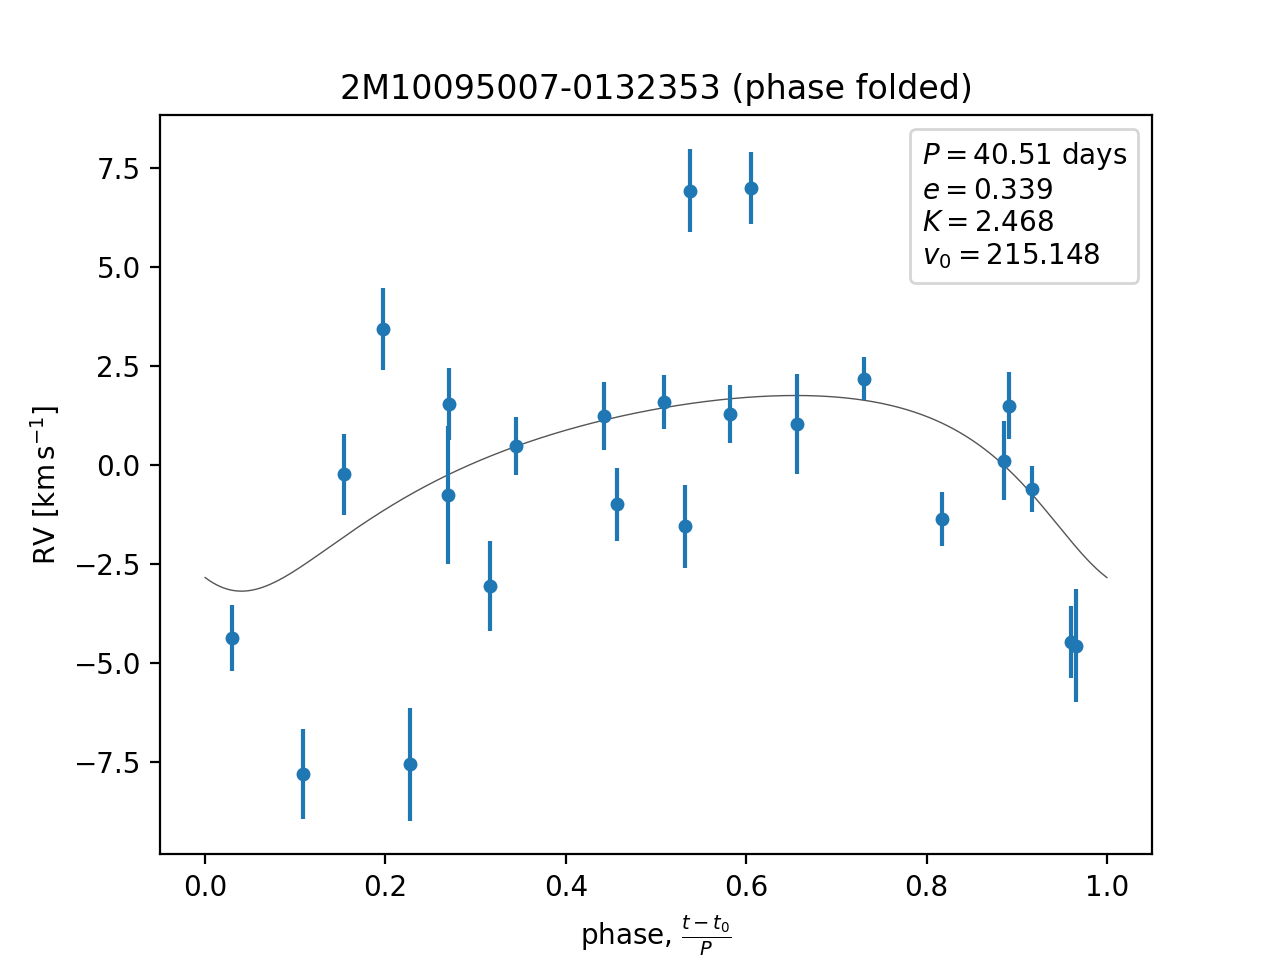 2M10095007-0132353 (phase folded)
P = 40.51 days
e = 0.339
K = 2.468
v₀ = 215.148
RV [km s⁻¹]
7.5
5.0
2.5
0.0
−2.5
−5.0
−7.5
0.0 0.2 0.4 0.6 0.8 1.0
phase, (t − t₀)/P